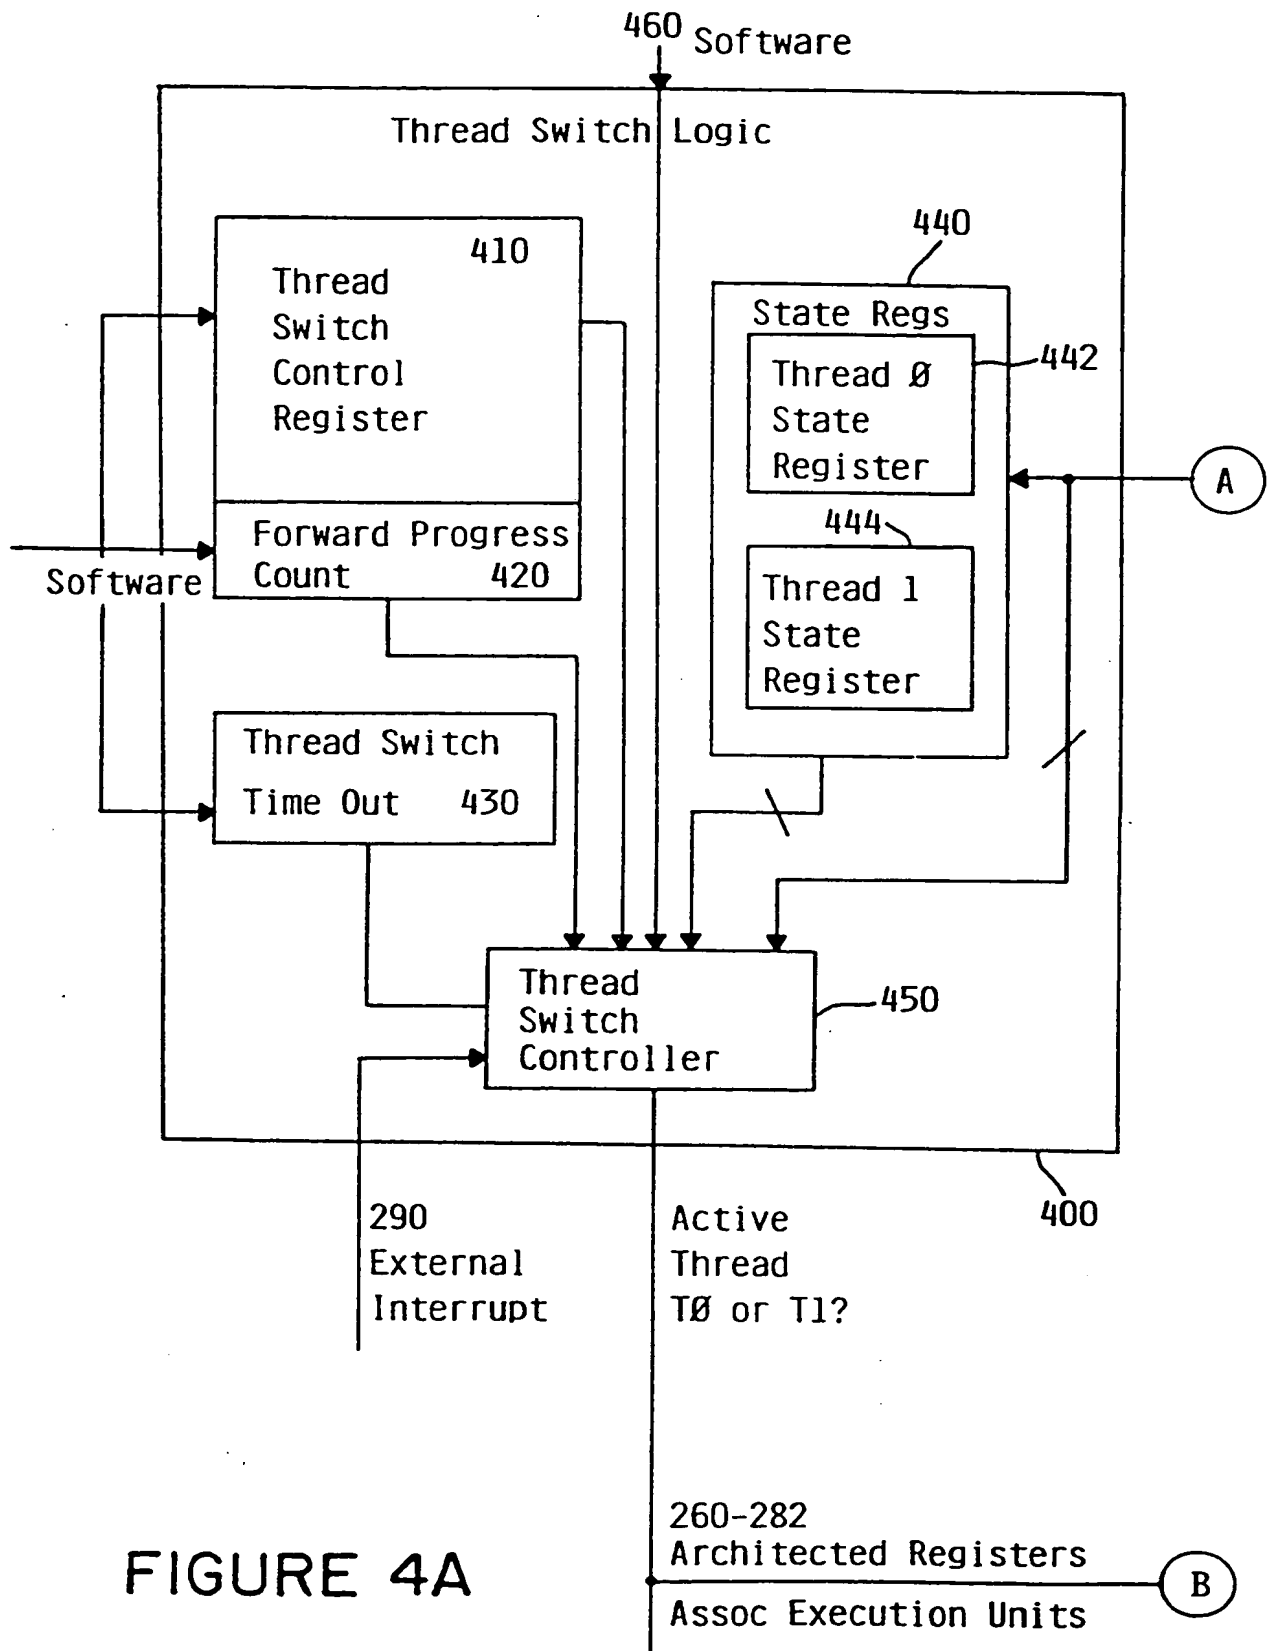 460 Software
Thread Switch Logic
410
Thread
Switch
Control
Register
Forward Progress
Count 420
Software
Thread Switch
Time Out 430
440
State Regs
442
Thread Ø
State
Register
444
Thread 1
State
Register
A
Thread
Switch
Controller
450
400
290
External
Interrupt
Active
Thread
TØ or T1?
260-282
Architected Registers
B
Assoc Execution Units
FIGURE 4A